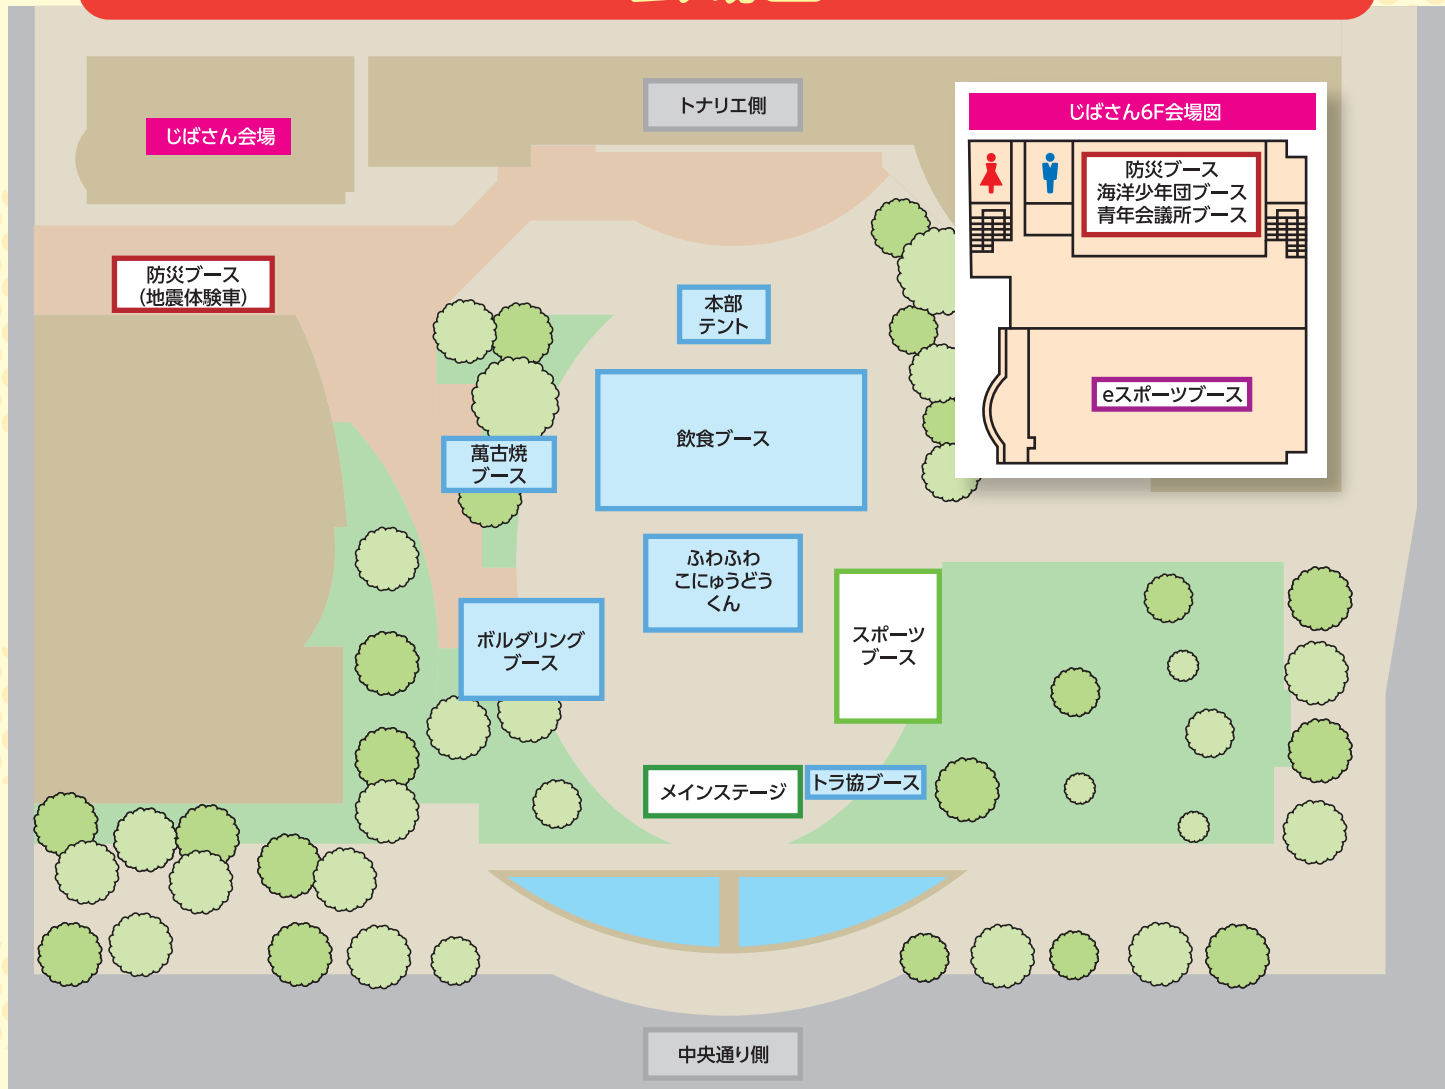 トナリエ側
じばさん会場
じばさん6F会場図
防災ブース
海洋少年団ブース
青年会議所ブース
eスポーツブース
防災ブース
(地震体験車)
本部
テント
飲食ブース
萬古焼
ブース
ふわふわ
こにゅうどう
くん
ボルダリング
ブース
スポーツ
ブース
メインステージ
トラ協ブース
中央通り側